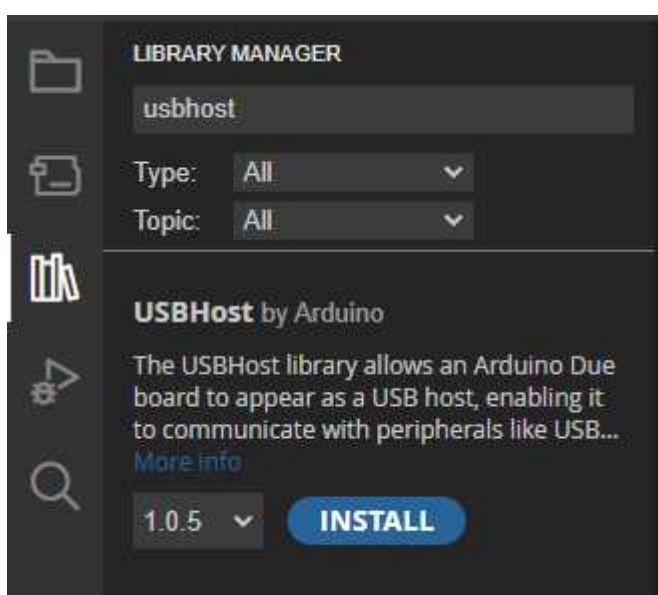 LIBRARY MANAGER
usbhost
Type: All
Topic: All
USBHost by Arduino
The USBHost library allows an Arduino Due
board to appear as a USB host, enabling it
to communicate with peripherals like USB...
More info
1.0.5 INSTALL